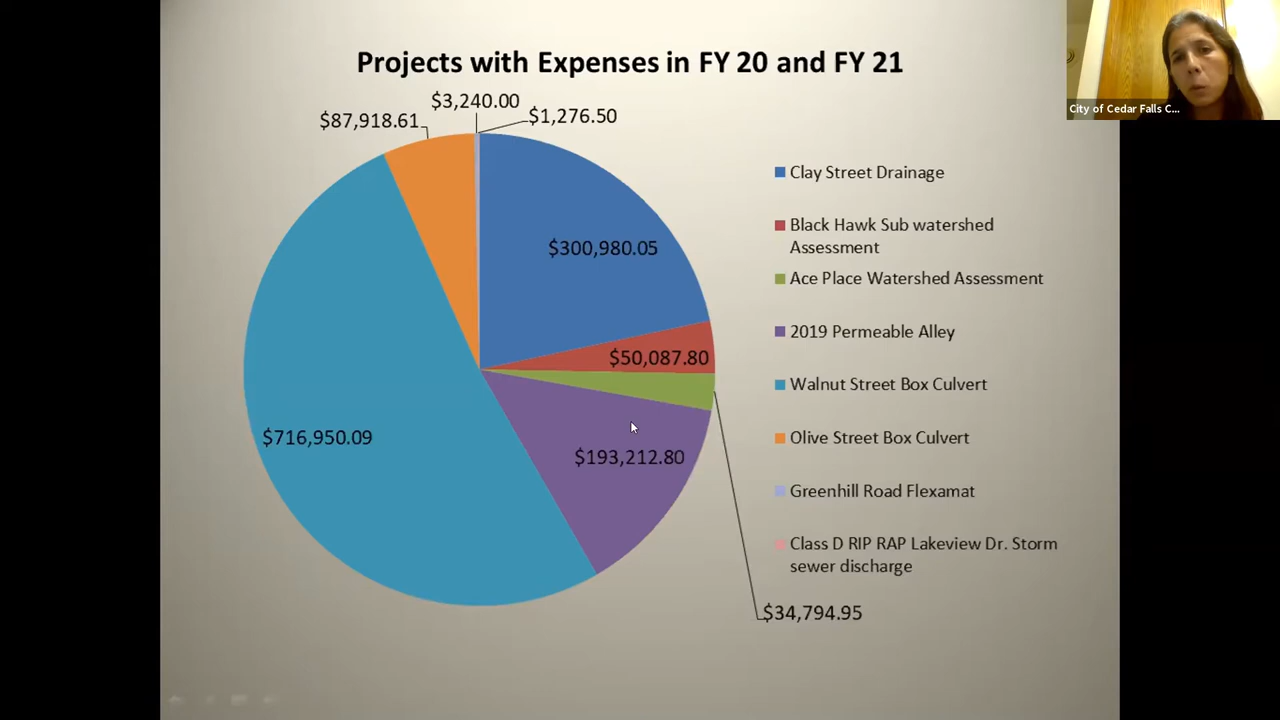 Projects with Expenses in FY 20 and FY 21
$3,240.00
$87,918.61
$1,276.50
City of Cedar Falls C...
Clay Street Drainage
Black Hawk Sub watershed
Assessment
Ace Place Watershed Assessment
2019 Permeable Alley
Walnut Street Box Culvert
Olive Street Box Culvert
Greenhill Road Flexamat
Class D RIP RAP Lakeview Dr. Storm
sewer discharge
$300,980.05
$50,087.80
$716,950.09
$193,212.80
$34,794.95